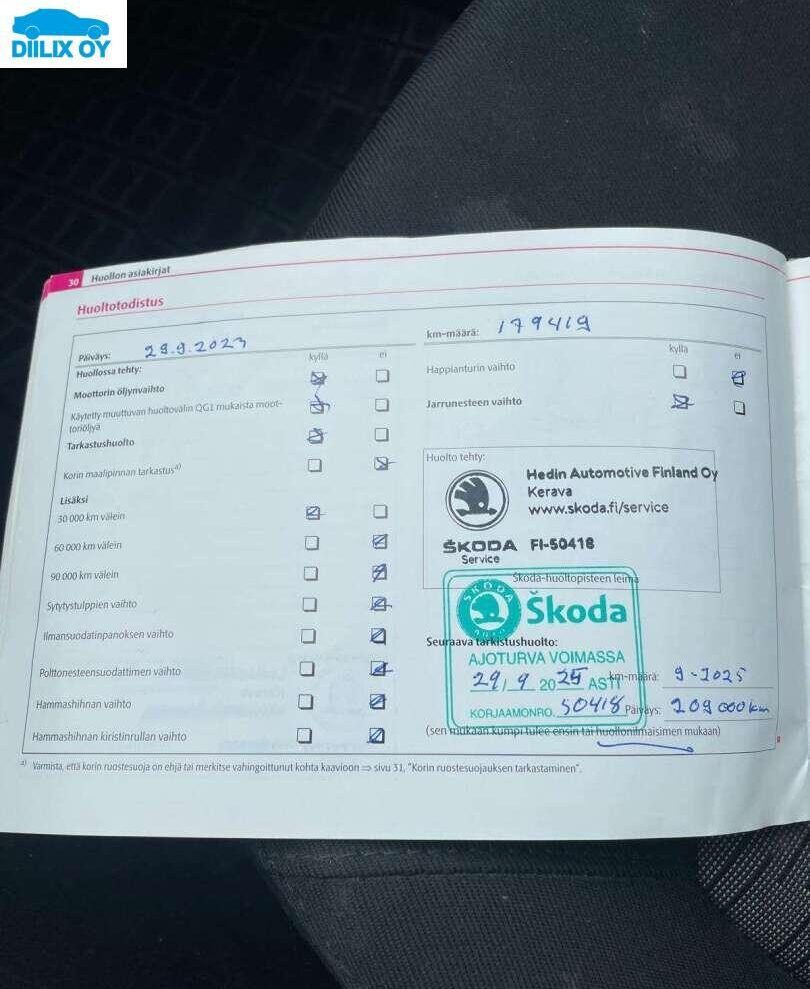 DIILIX OY
30 Huollon asiakirjat
Huoltotodistus
Päiväys: 29.9.2023
km-määrä: 179419
Huollossa tehty:
kyllä ei
Moottorin öljynvaihto
Käytetty muuttuvan huoltovälin QG1 mukaista moot-
toriöljyä
Tarkastushuolto
Korin maalipinnan tarkastus a)
Lisäksi
30 000 km välein
60 000 km välein
90 000 km välein
Sytytystulppien vaihto
Ilmansuodatinpanoksen vaihto
Polttonesteensuodattimen vaihto
Hammashihnan vaihto
Hammashihnan kiristinrullan vaihto
kyllä ei
Happianturin vaihto
Jarrunesteen vaihto
Huolto tehty:
Hedin Automotive Finland Oy
Kerava
www.skoda.fi/service
ŠKODA FI-50418
Service
Škoda-huoltopisteen leima
ŠKODA
Škoda
Seuraava tarkistushuolto:
AJOTURVA VOIMASSA
29/9 2025 ASTI
km-määrä: 9-2025
KORJAAMONRO. 50418
Päiväys: 209 000km
(sen mukaan kumpi tulee ensin tai huollonilmaisimen mukaan)
a) Varmista, että korin ruostesuoja on ehjä tai merkitse vahingoittunut kohta kaavioon ⇒ sivu 31, "Korin ruostesuojauksen tarkastaminen".